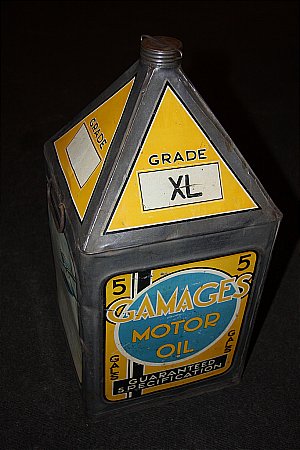 GRADE
GRADE
XL
5 5
GAMAGES
MOTOR
OIL
GALS GALS
GUARANTEED
SPECIFICATION